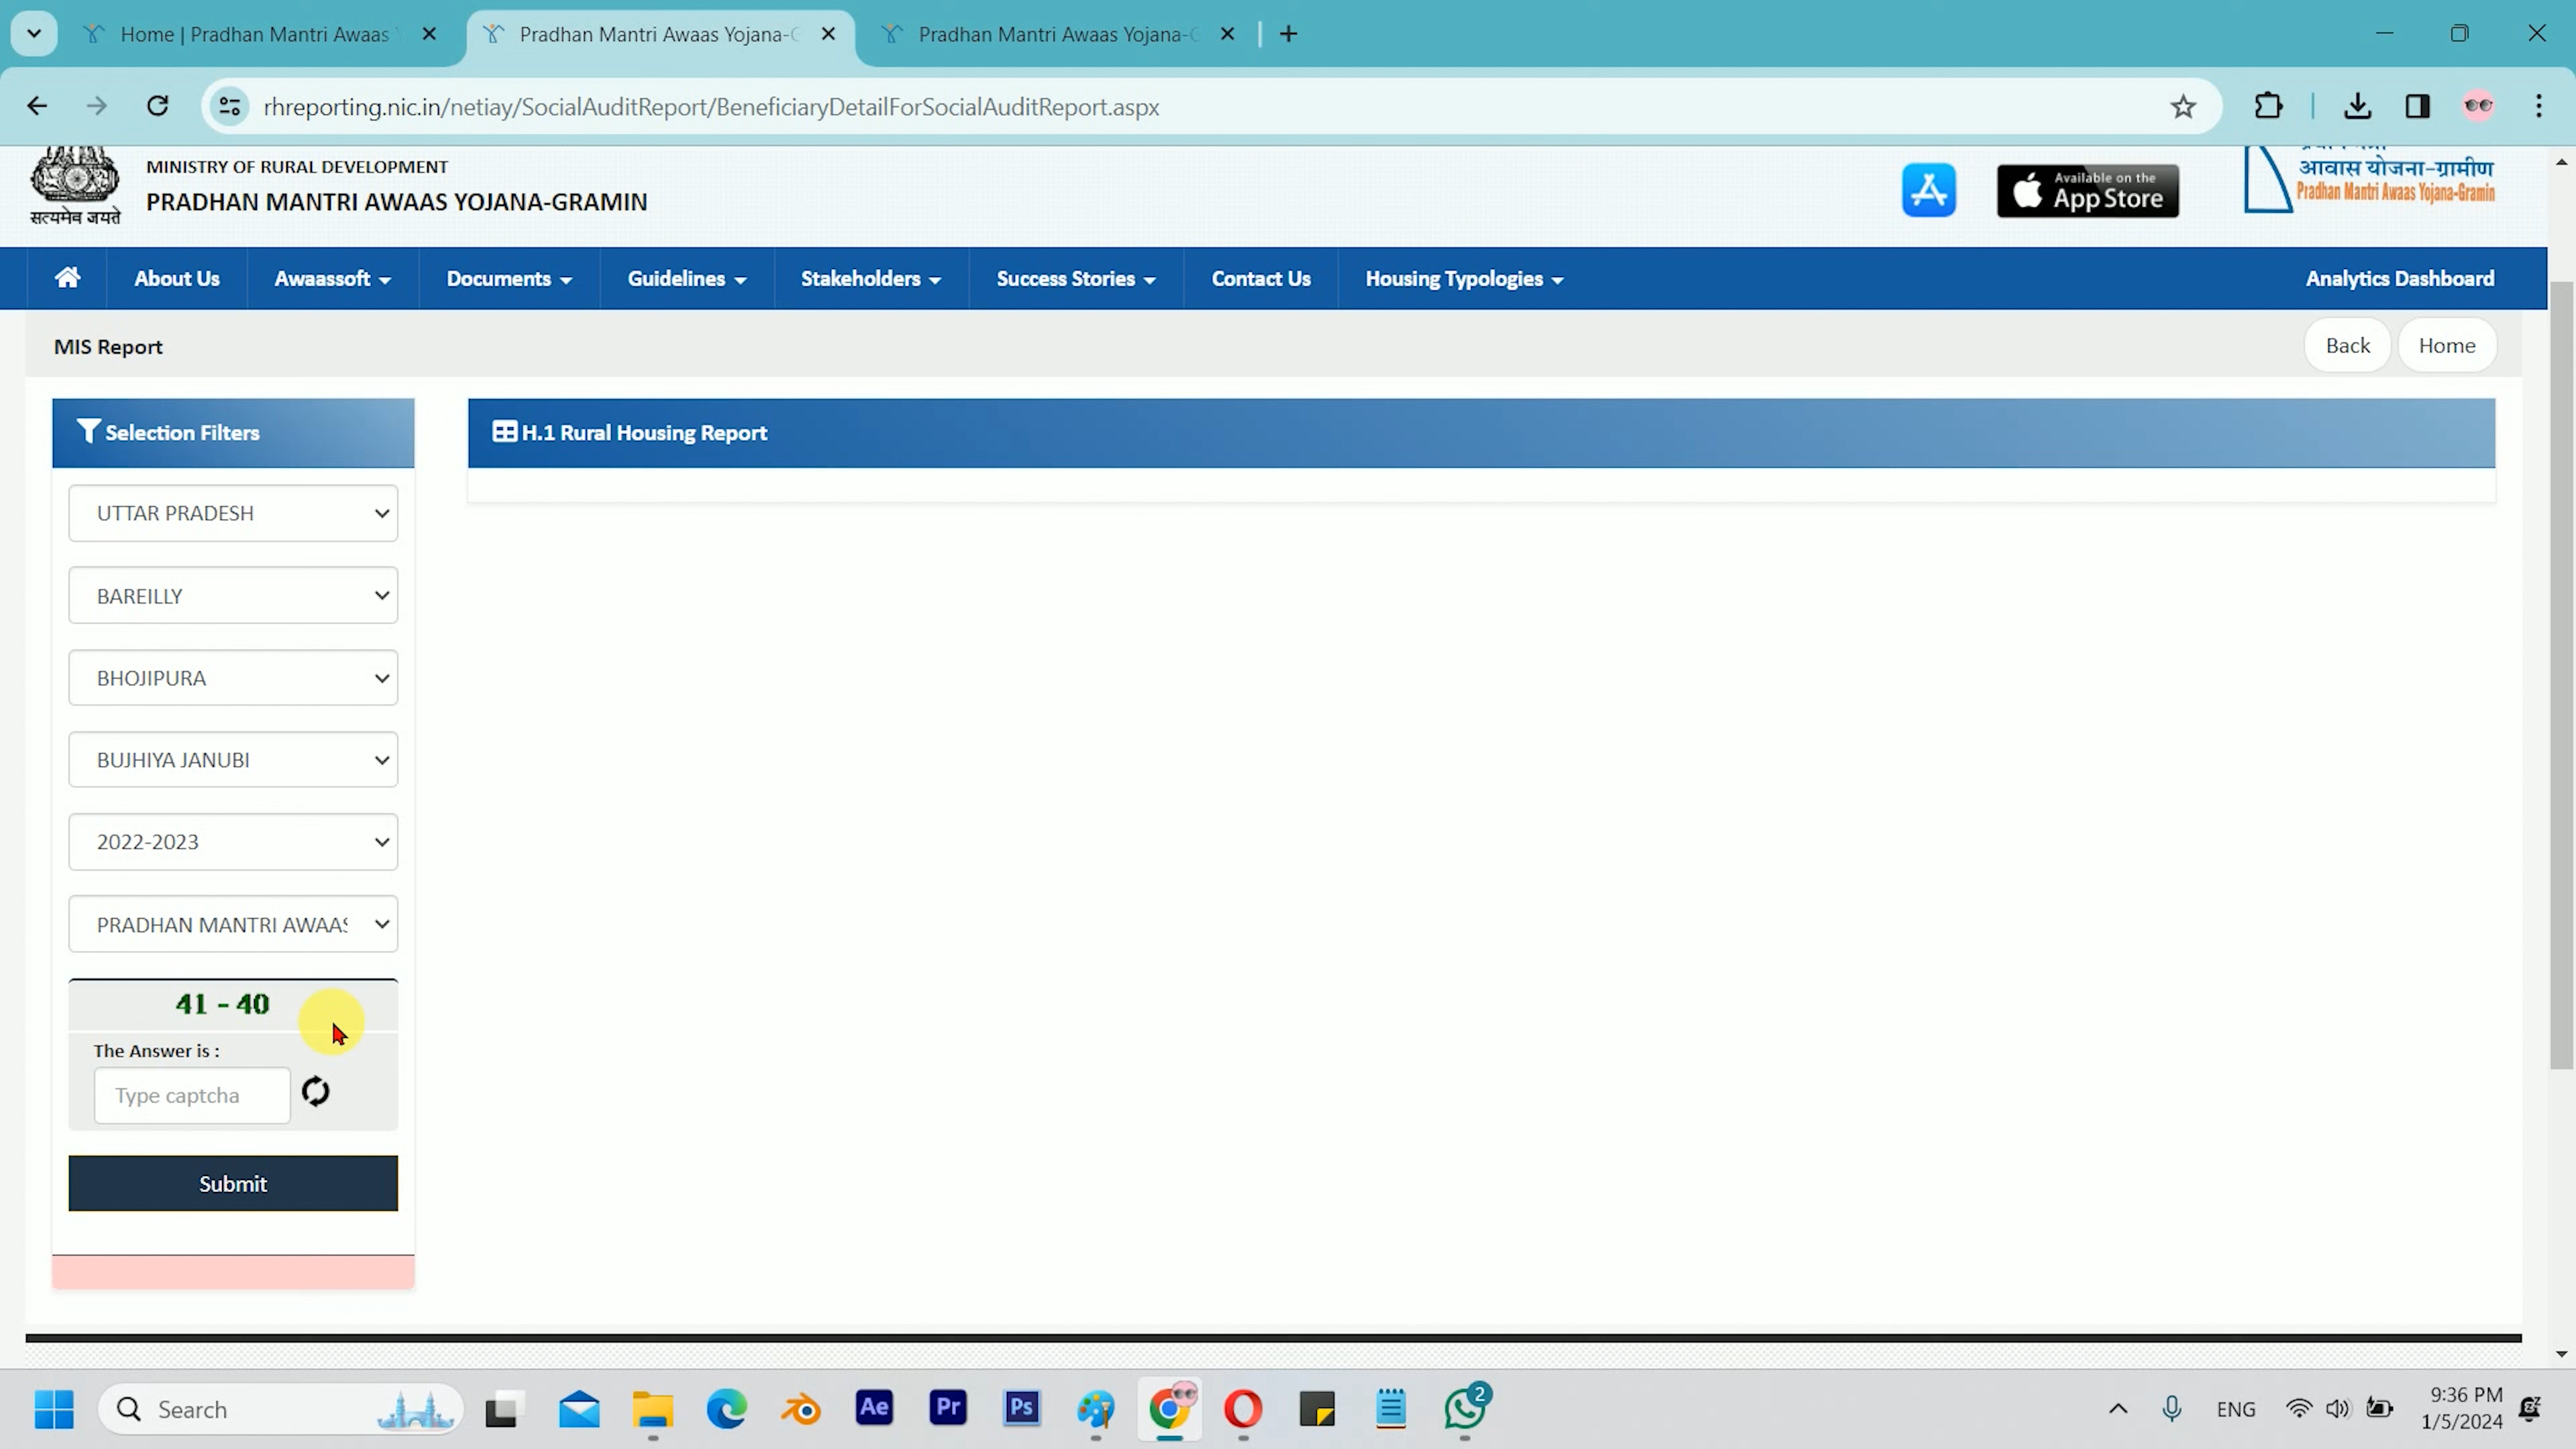 Home | Pradhan Mantri Awaas Y
Pradhan Mantri Awaas Yojana-G
Pradhan Mantri Awaas Yojana-G
rhreporting.nic.in/netiay/SocialAuditReport/BeneficiaryDetailForSocialAuditReport.aspx
सत्यमेव जयते
MINISTRY OF RURAL DEVELOPMENT
PRADHAN MANTRI AWAAS YOJANA-GRAMIN
Available on the
App Store
आवास योजना-ग्रामीण
Pradhan Mantri Awaas Yojana-Gramin
About Us
Awaassoft
Documents
Guidelines
Stakeholders
Success Stories
Contact Us
Housing Typologies
Analytics Dashboard
MIS Report
Back
Home
Selection Filters
H.1 Rural Housing Report
UTTAR PRADESH
BAREILLY
BHOJIPURA
BUJHIYA JANUBI
2022-2023
PRADHAN MANTRI AWAAS
41 - 40
The Answer is :
Type captcha
Submit
Search
Ae
Pr
Ps
2
ENG
9:36 PM
1/5/2024